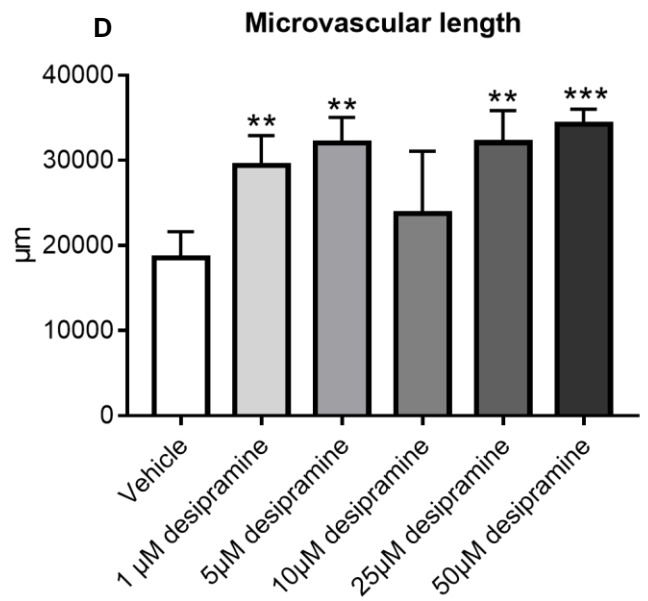 D
Microvascular length
40000
30000
20000
10000
0
µm
**
**
**
***
Vehicle
1 µM desipramine
5µM desipramine
10µM desipramine
25µM desipramine
50µM desipramine